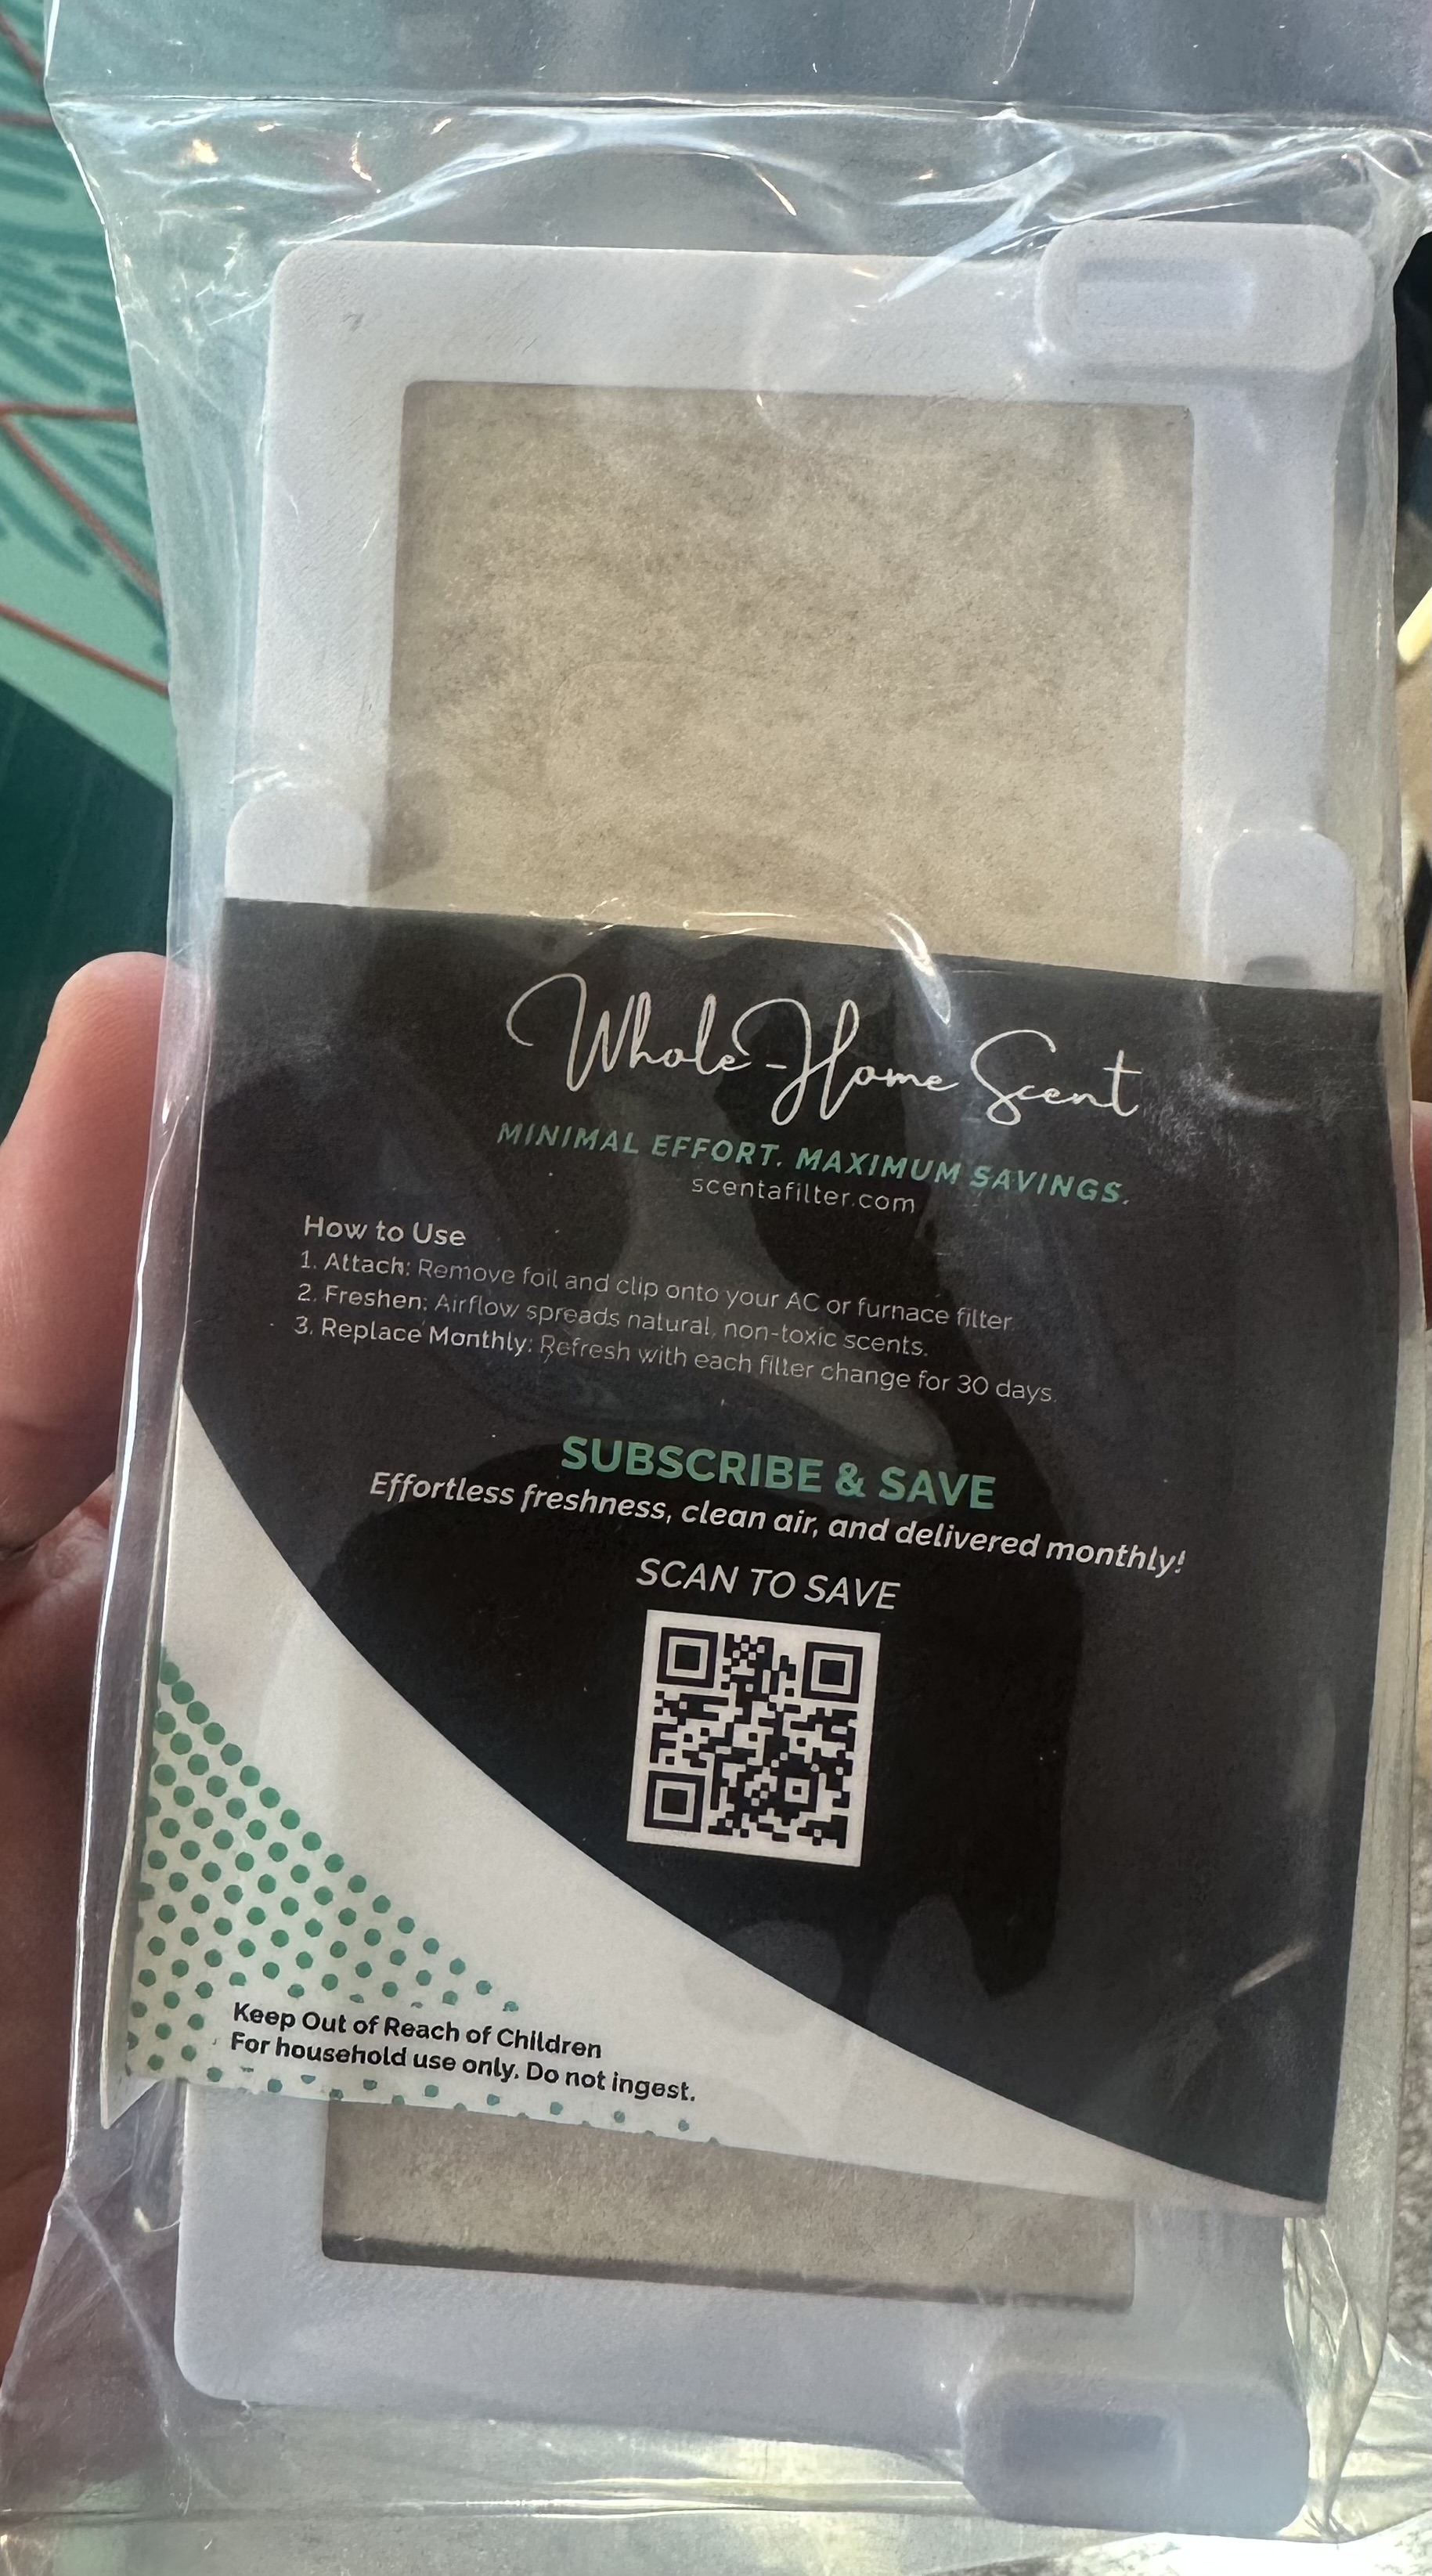 Whole-Home Scent
MINIMAL EFFORT. MAXIMUM SAVINGS.
scentafilter.com
How to Use
1. Attach: Remove foil and clip onto your AC or furnace filter.
2. Freshen: Airflow spreads natural, non-toxic scents.
3. Replace Monthly: Refresh with each filter change for 30 days.
SUBSCRIBE & SAVE
Effortless freshness, clean air, and delivered monthly!
SCAN TO SAVE
Keep Out of Reach of Children
For household use only. Do not ingest.